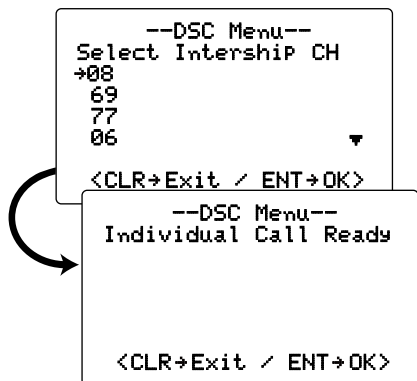 --DSC Menu--
Select Intership CH
→08
69
77
06 ▼
<CLR→Exit / ENT→OK>
--DSC Menu--
Individual Call Ready
<CLR→Exit / ENT→OK>